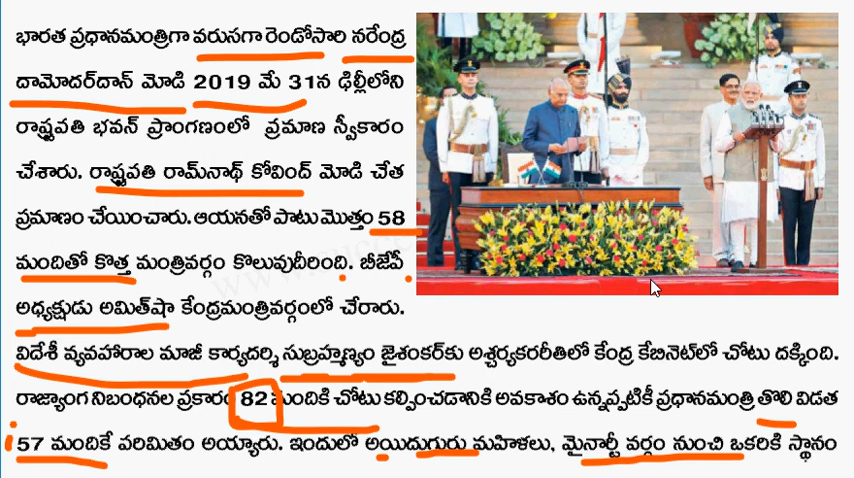 భారత ప్రధానమంత్రిగా వరుసగా రెండోసారి నరేంద్ర
దామోదర్‌దాన్ మోడి 2019 మే 31న ఢిల్లీలోని
రాష్ట్రపతి భవన్ ప్రాంగణంలో ప్రమాణ స్వీకారం
చేశారు. రాష్ట్రపతి రామ్‌నాథ్ కోవింద్ మోడి చేత
ప్రమాణం చేయించారు. ఆయనతో పాటు మొత్తం 58
మందితో కొత్త మంత్రివర్గం కొలువుదీరింది. బీజేపీ
అధ్యక్షుడు అమిత్‌షా కేంద్రమంత్రివర్గంలో చేరారు.
విదేశీ వ్యవహారాల మాజీ కార్యదర్శి సుబ్రహ్మణ్యం జైశంకర్‌కు అశ్చర్యకరరీతిలో కేంద్ర కేబినెట్‌లో చోటు దక్కింది.
రాజ్యాంగ నిబంధనల ప్రకారం 82 మందికి చోటు కల్పించడానికి అవకాశం ఉన్నప్పటికీ ప్రధానమంత్రి తొలి విడత
57 మందికే పరిమితం అయ్యారు. ఇందులో అయిదుగురు మహిళలు, మైనార్టీ వర్గం నుంచి ఒకరికి స్థానం